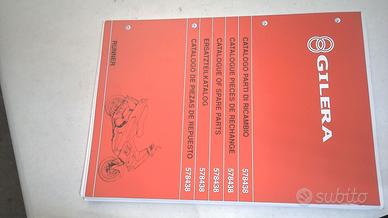 GILERA
CATALOGO PARTI DI RICAMBIO 578438
CATALOGUE PIECES DE RECHANGE 578438
CATALOGUE OF SPARE PARTS 578438
ERSATZTEILKATALOG 578438
CATALOGO DE PIEZAS DE REPUESTO 578438
RUNNER
subito